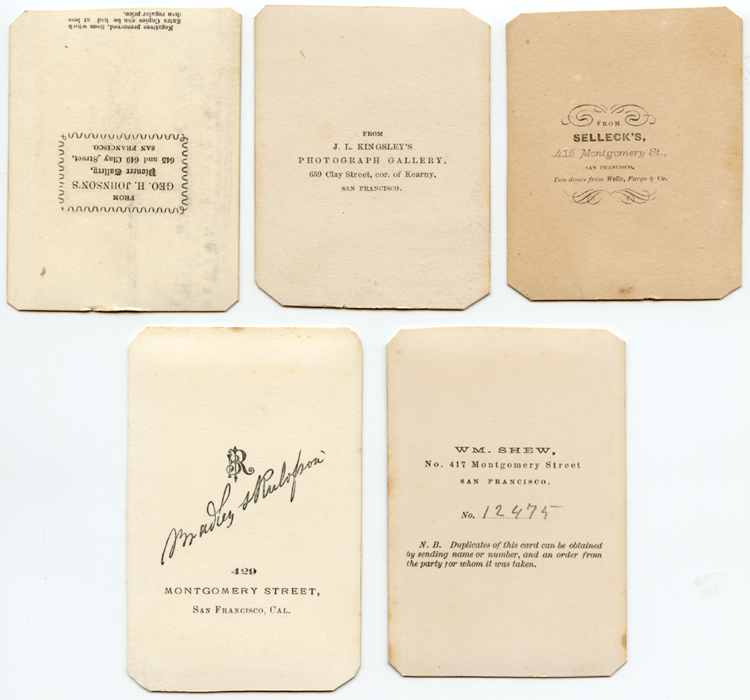 FROM
GEO. H. JOHNSON'S
Pioneer Gallery,
645 and 649 Clay Street,
SAN FRANCISCO.
Negatives preserved, from which
Extra Copies can be had at less
than regular price.
FROM
J. L. KINGSLEY'S
PHOTOGRAPH GALLERY,
659 Clay Street, cor. of Kearny,
SAN FRANCISCO.
FROM
SELLECK'S,
415 Montgomery St.,
SAN FRANCISCO,
Two doors from Wells, Fargo & Co.
BR
Bradley & Rulofson
429
MONTGOMERY STREET,
SAN FRANCISCO, CAL.
WM. SHEW,
No. 417 Montgomery Street
SAN FRANCISCO.
No. 12475
N. B. Duplicates of this card can be obtained
by sending name or number, and an order from
the party for whom it was taken.